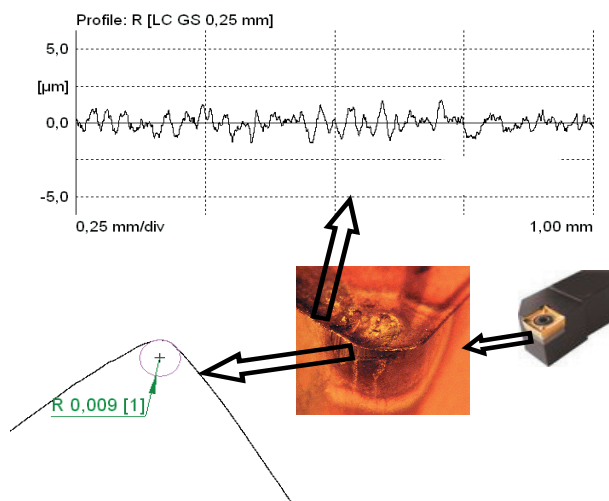 Profile: R [LC GS 0,25 mm]
5,0
[µm]
0,0
-5,0
0,25 mm/div
1,00 mm
R 0,009 [1]